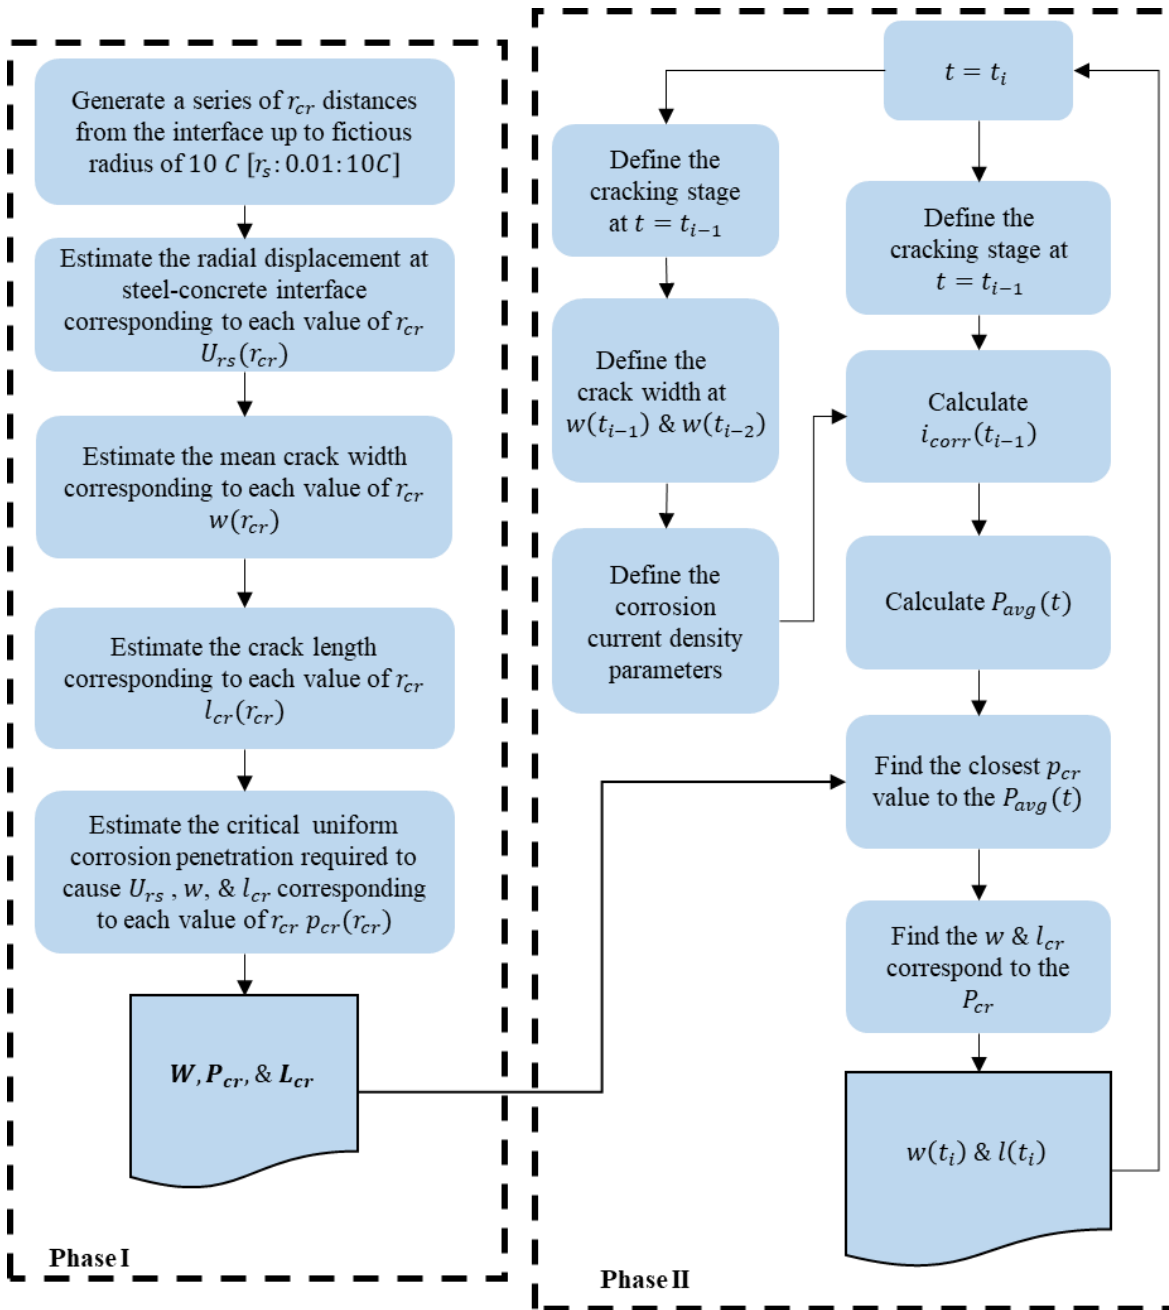 Generate a series of r_cr distances
from the interface up to fictious
radius of 10 C [r_s: 0.01: 10C]
Estimate the radial displacement at
steel-concrete interface
corresponding to each value of r_cr
U_rs(r_cr)
Estimate the mean crack width
corresponding to each value of r_cr
w(r_cr)
Estimate the crack length
corresponding to each value of r_cr
l_cr(r_cr)
Estimate the critical uniform
corrosion penetration required to
cause U_rs , w, & l_cr corresponding
to each value of r_cr p_cr(r_cr)
W, P_cr, & L_cr
Phase I
t = t_i
Define the
cracking stage
at t = t_{i-1}
Define the
crack width at
w(t_{i-1}) & w(t_{i-2})
Define the
corrosion
current density
parameters
Define the
cracking stage at
t = t_{i-1}
Calculate
i_corr(t_{i-1})
Calculate P_avg(t)
Find the closest p_cr
value to the P_avg(t)
Find the w & l_cr
correspond to the
P_cr
w(t_i) & l(t_i)
Phase II